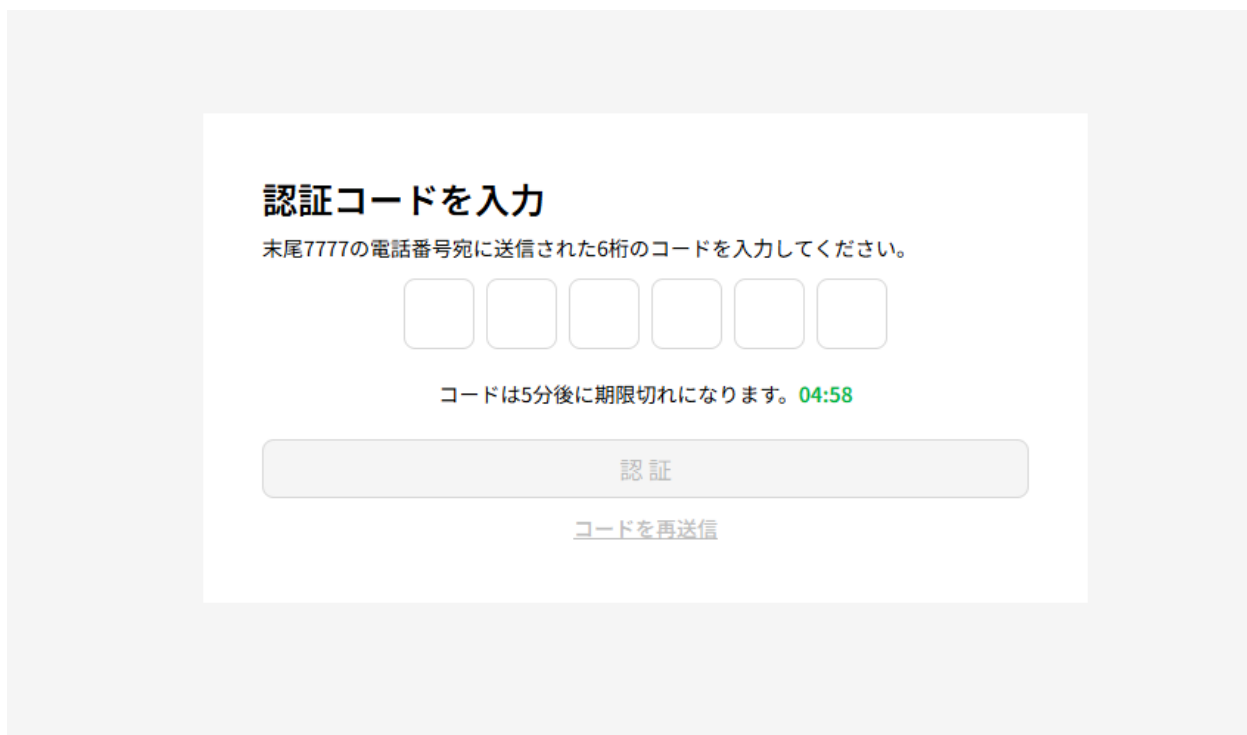 認証コードを入力
末尾7777の電話番号宛に送信された6桁のコードを入力してください。
コードは5分後に期限切れになります。04:58
認証
コードを再送信